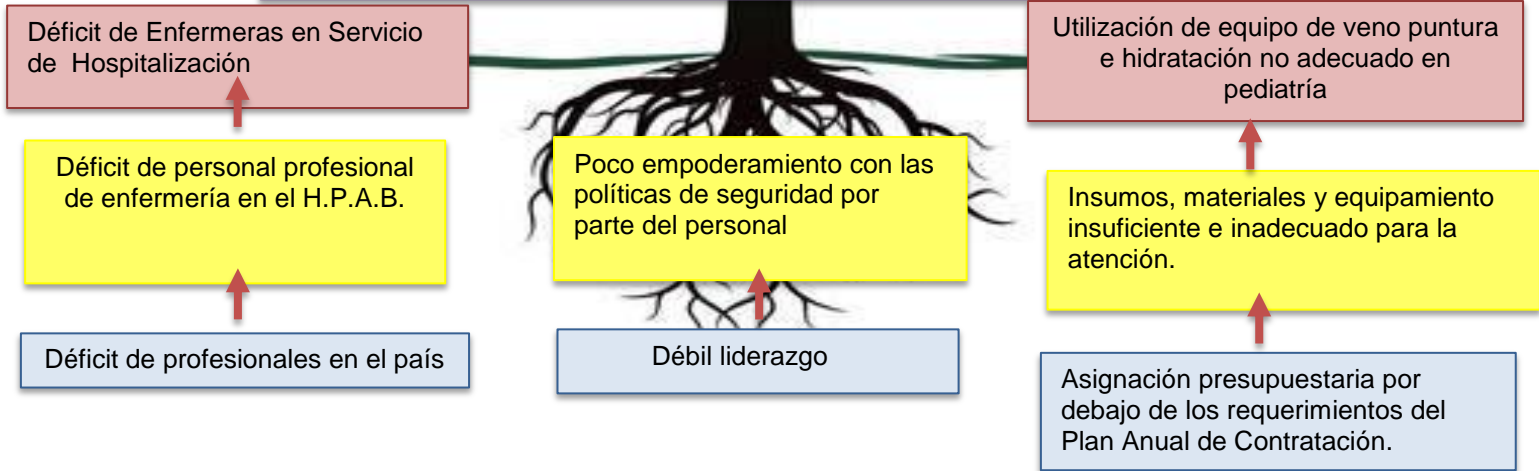 Déficit de Enfermeras en Servicio
de Hospitalización
Utilización de equipo de veno puntura
e hidratación no adecuado en
pediatría
Déficit de personal profesional
de enfermería en el H.P.A.B.
Poco empoderamiento con las
políticas de seguridad por
parte del personal
Insumos, materiales y equipamiento
insuficiente e inadecuado para la
atención.
Déficit de profesionales en el país
Débil liderazgo
Asignación presupuestaria por
debajo de los requerimientos del
Plan Anual de Contratación.